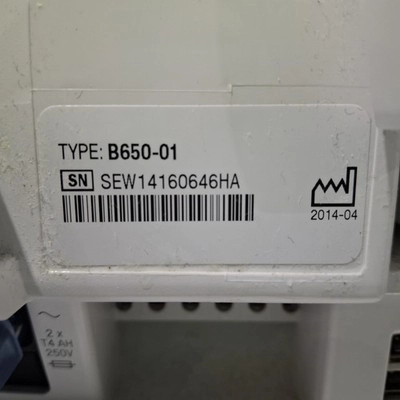 TYPE: B650-01
SN SEW14160646HA
2014-04
2 x
T4 AH
250V